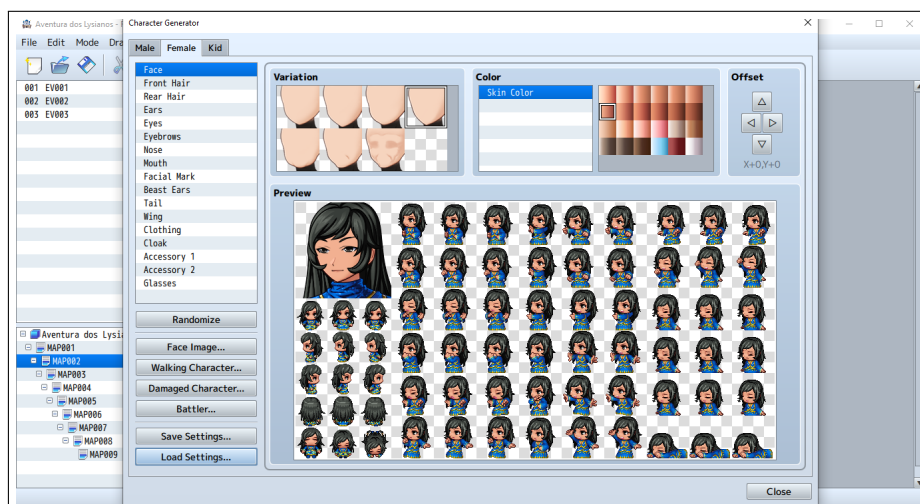 Aventura dos Lysianos -
Character Generator
File Edit Mode Dra
Male Female Kid
001 EV001
002 EV002
003 EV003
Face
Front Hair
Rear Hair
Ears
Eyes
Eyebrows
Nose
Mouth
Facial Mark
Beast Ears
Tail
Wing
Clothing
Cloak
Accessory 1
Accessory 2
Glasses
Randomize
Face Image...
Walking Character...
Damaged Character...
Battler...
Save Settings...
Load Settings...
Variation
Color
Skin Color
Offset
X+0,Y+0
Preview
Aventura dos Lysia
MAP001
MAP002
MAP003
MAP004
MAP005
MAP006
MAP007
MAP008
MAP009
Close